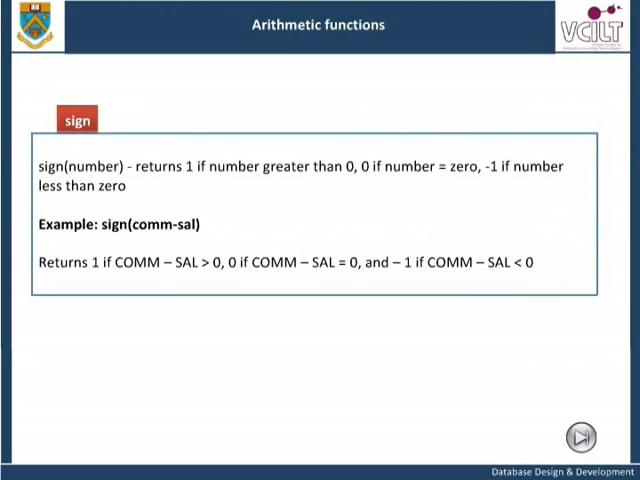 Arithmetic functions
VCILT
sign
sign(number) - returns 1 if number greater than 0, 0 if number = zero, -1 if number
less than zero
Example: sign(comm-sal)
Returns 1 if COMM – SAL > 0, 0 if COMM – SAL = 0, and – 1 if COMM – SAL < 0
Database Design & Development